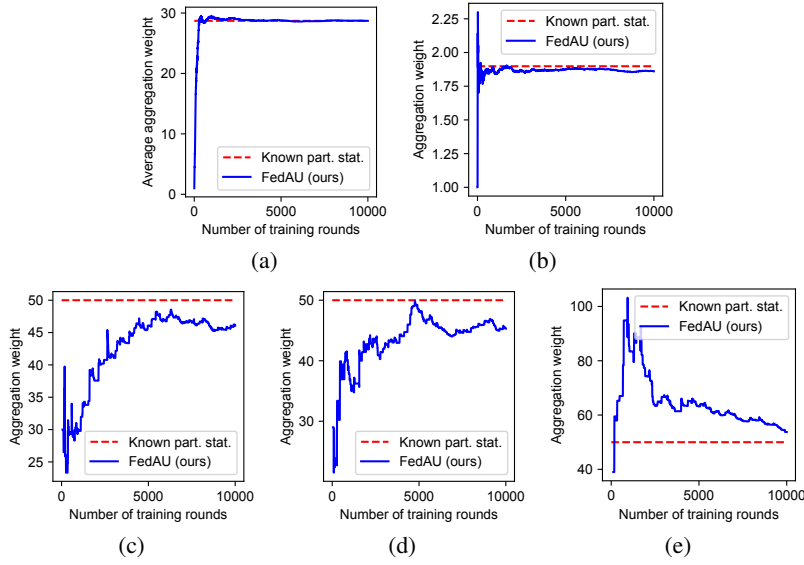 30
20
10
0
Average aggregation weight
Known part. stat.
FedAU (ours)
0
5000
10000
Number of training rounds
(a)
2.25
2.00
1.75
1.50
1.25
1.00
Aggregation weight
Known part. stat.
FedAU (ours)
0
5000
10000
Number of training rounds
(b)
50
45
40
35
30
25
Aggregation weight
Known part. stat.
FedAU (ours)
0
5000
10000
Number of training rounds
(c)
50
40
30
Aggregation weight
Known part. stat.
FedAU (ours)
0
5000
10000
Number of training rounds
(d)
100
80
60
40
Aggregation weight
Known part. stat.
FedAU (ours)
0
5000
10000
Number of training rounds
(e)